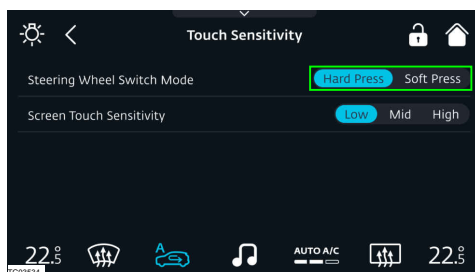 Touch Sensitivity
Steering Wheel Switch Mode Hard Press Soft Press
Screen Touch Sensitivity Low Mid High
22.5° A AUTO A/C 22.5°